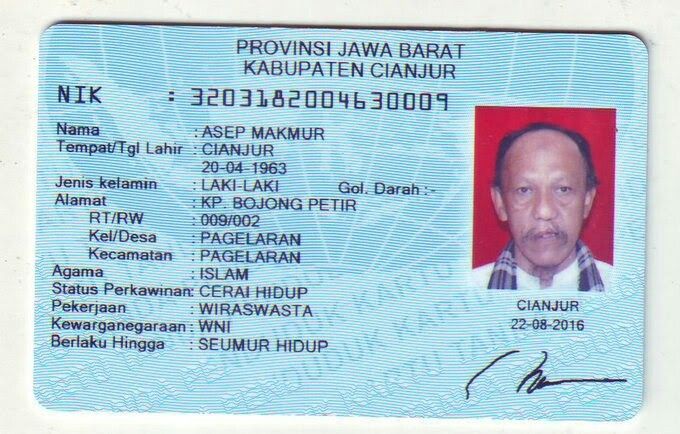 PROVINSI JAWA BARAT
KABUPATEN CIANJUR
NIK : 3203182004630009
Nama : ASEP MAKMUR
Tempat/Tgl Lahir : CIANJUR
20-04-1963
Jenis kelamin : LAKI-LAKI Gol. Darah :-
Alamat : KP. BOJONG PETIR
RT/RW : 009/002
Kel/Desa : PAGELARAN
Kecamatan : PAGELARAN
Agama : ISLAM
Status Perkawinan: CERAI HIDUP
Pekerjaan : WIRASWASTA
Kewarganegaraan : WNI
Berlaku Hingga : SEUMUR HIDUP
CIANJUR
22-08-2016